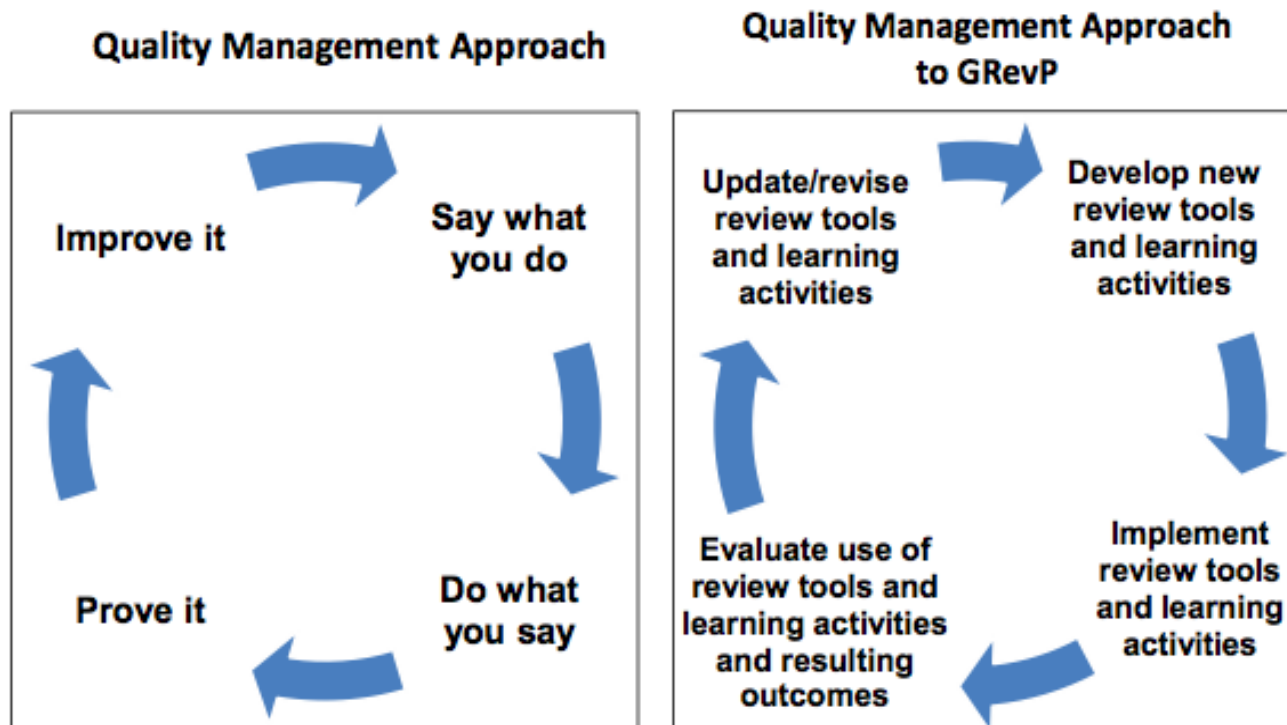 Quality Management Approach
Improve it
Say what
you do
Do what
you say
Prove it
Quality Management Approach
to GRevP
Update/revise
review tools
and learning
activities
Develop new
review tools
and learning
activities
Implement
review tools
and learning
activities
Evaluate use of
review tools and
learning activities
and resulting
outcomes